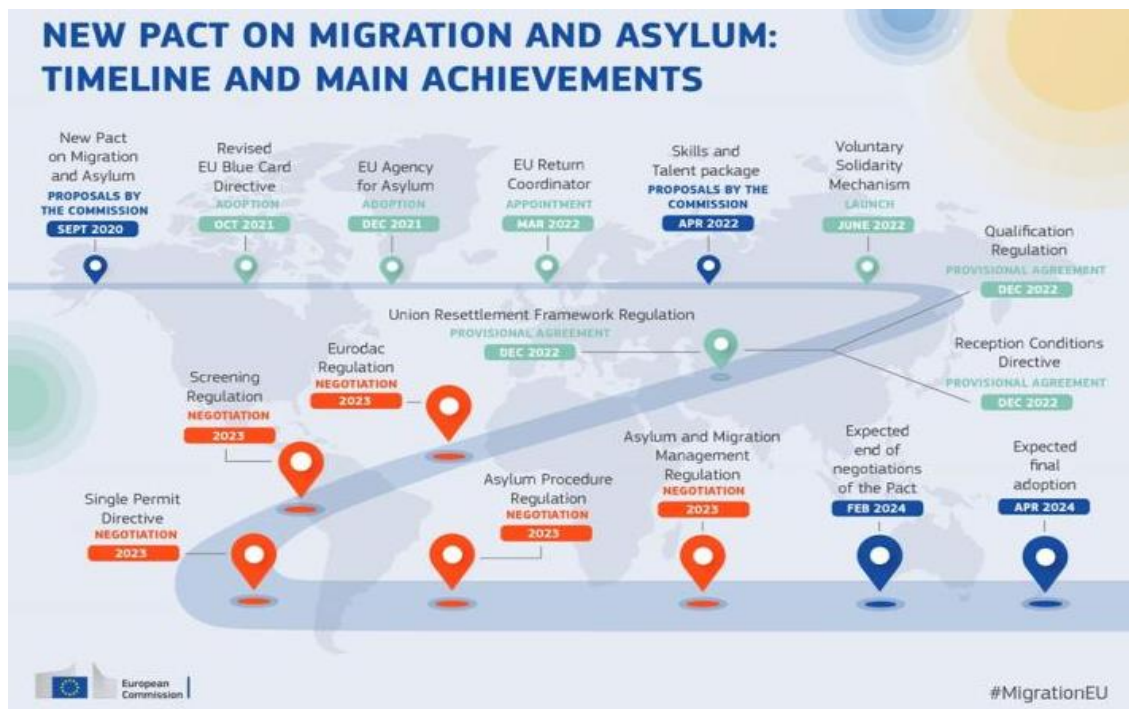 NEW PACT ON MIGRATION AND ASYLUM:
TIMELINE AND MAIN ACHIEVEMENTS
New Pact
on Migration
and Asylum
PROPOSALS BY
THE COMMISSION
SEPT 2020
Revised
EU Blue Card
Directive
ADOPTION
OCT 2021
EU Agency
for Asylum
ADOPTION
DEC 2021
EU Return
Coordinator
APPOINTMENT
MAR 2022
Skills and
Talent package
PROPOSALS BY THE
COMMISSION
APR 2022
Voluntary
Solidarity
Mechanism
LAUNCH
JUNE 2022
Qualification
Regulation
PROVISIONAL AGREEMENT
DEC 2022
Union Resettlement Framework Regulation
PROVISIONAL AGREEMENT
DEC 2022
Reception Conditions
Directive
PROVISIONAL AGREEMENT
DEC 2022
Eurodac
Regulation
NEGOTIATION
2023
Screening
Regulation
NEGOTIATION
2023
Single Permit
Directive
NEGOTIATION
2023
Asylum Procedure
Regulation
NEGOTIATION
2023
Asylum and Migration
Management
Regulation
NEGOTIATION
2023
Expected
end of
negotiations
of the Pact
FEB 2024
Expected
final
adoption
APR 2024
European
Commission
#MigrationEU